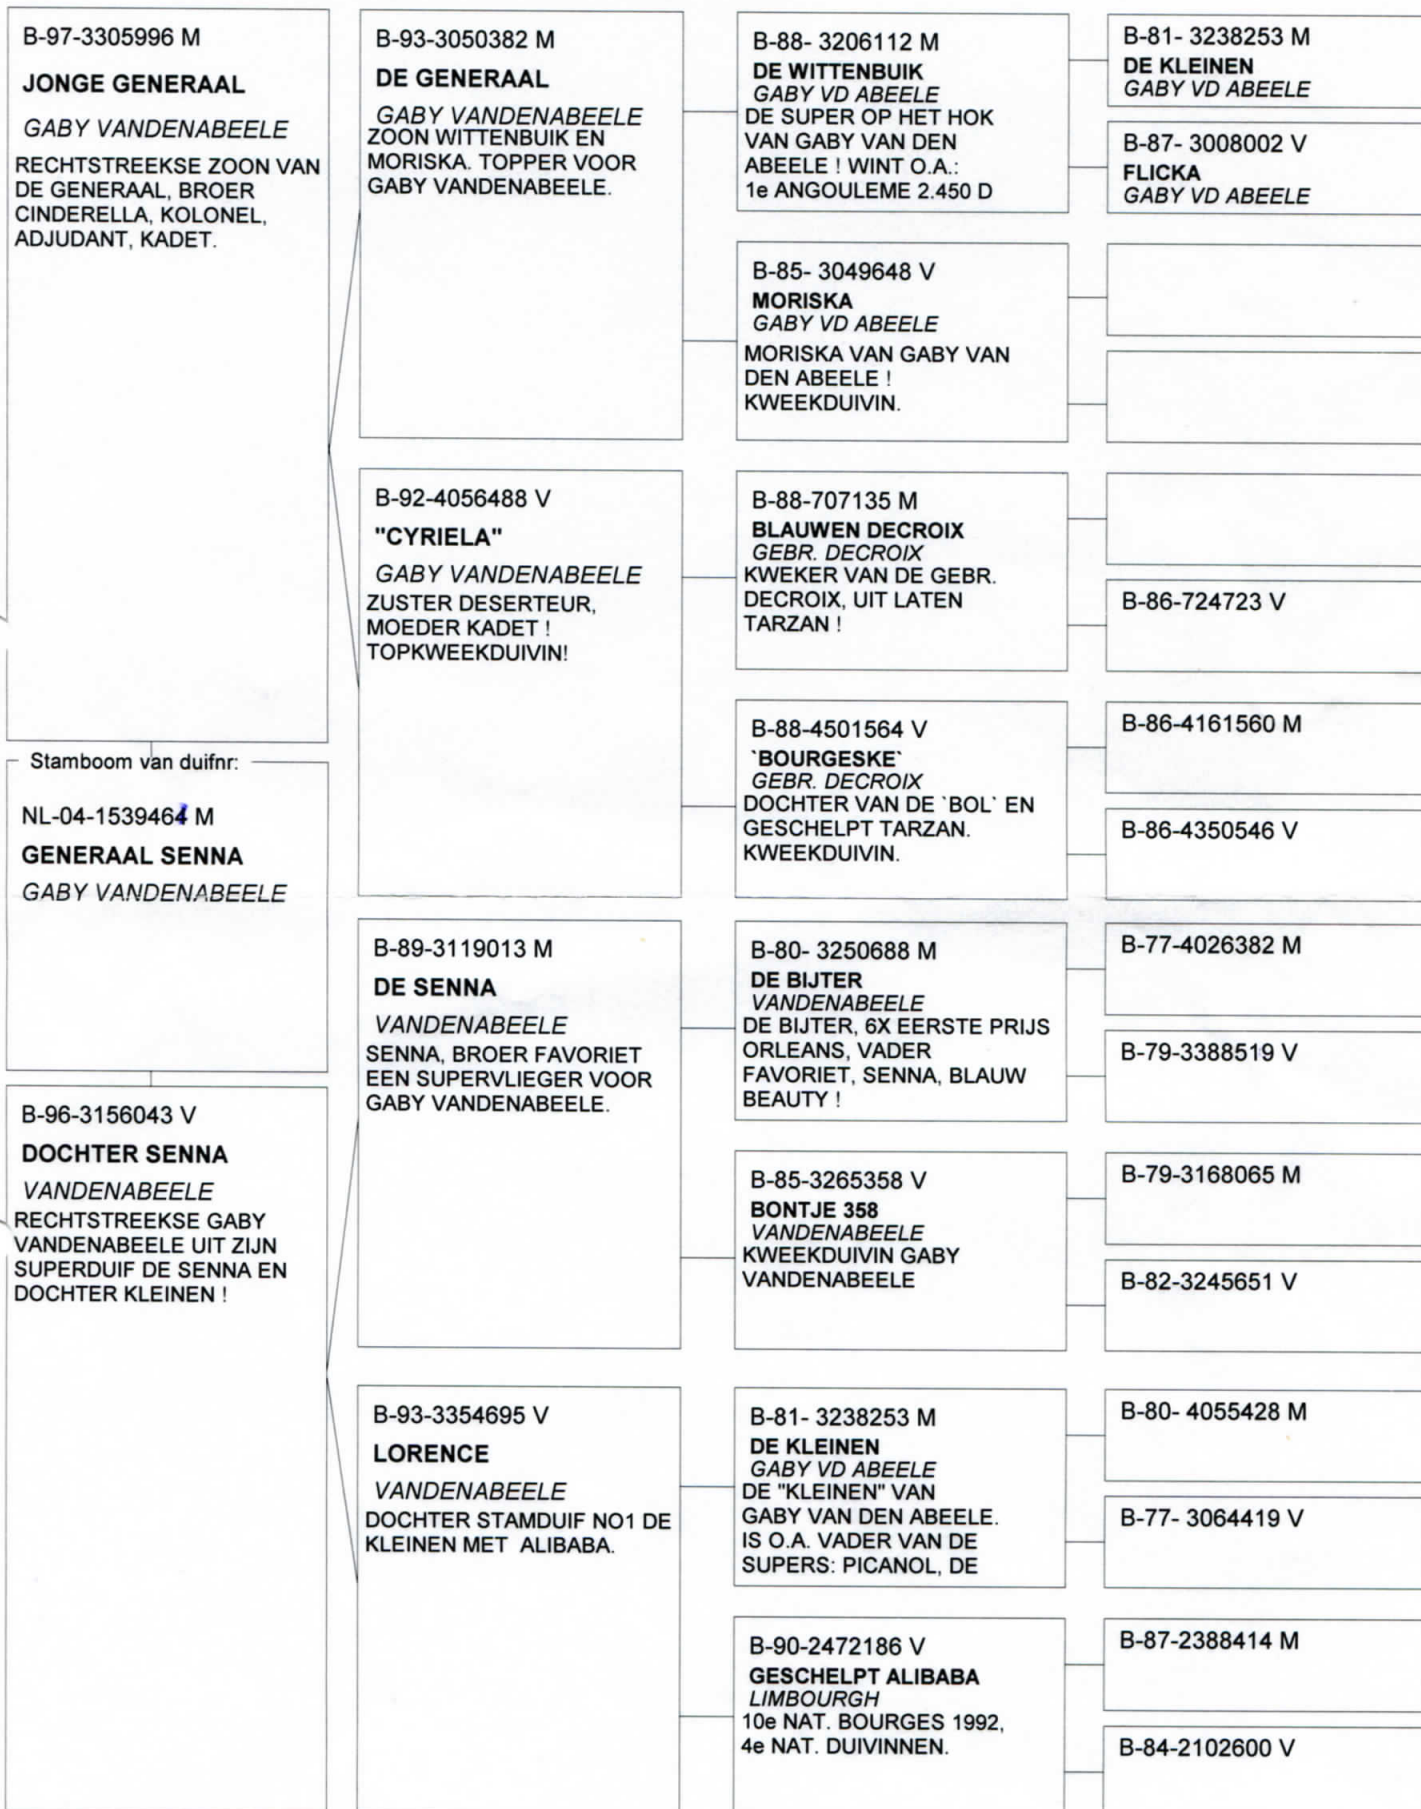 B-97-3305996 M
JONGE GENERAAL
GABY VANDENABEELE
RECHTSTREEKSE ZOON VAN
DE GENERAAL, BROER
CINDERELLA, KOLONEL,
ADJUDANT, KADET.
Stamboom van duifnr:
NL-04-1539464 M
GENERAAL SENNA
GABY VANDENABEELE
B-96-3156043 V
DOCHTER SENNA
VANDENABEELE
RECHTSTREEKSE GABY
VANDENABEELE UIT ZIJN
SUPERDUIF DE SENNA EN
DOCHTER KLEINEN !
B-93-3050382 M
DE GENERAAL
GABY VANDENABEELE
ZOON WITTENBUIK EN
MORISKA. TOPPER VOOR
GABY VANDENABEELE.
B-92-4056488 V
"CYRIELA"
GABY VANDENABEELE
ZUSTER DESERTEUR,
MOEDER KADET !
TOPKWEEKDUIVIN!
B-89-3119013 M
DE SENNA
VANDENABEELE
SENNA, BROER FAVORIET
EEN SUPERVLIEGER VOOR
GABY VANDENABEELE.
B-93-3354695 V
LORENCE
VANDENABEELE
DOCHTER STAMDUIF NO1 DE
KLEINEN MET ALIBABA.
B-88- 3206112 M
DE WITTENBUIK
GABY VD ABEELE
DE SUPER OP HET HOK
VAN GABY VAN DEN
ABEELE ! WINT O.A.:
1e ANGOULEME 2.450 D
B-85- 3049648 V
MORISKA
GABY VD ABEELE
MORISKA VAN GABY VAN
DEN ABEELE !
KWEEKDUIVIN.
B-88-707135 M
BLAUWEN DECROIX
GEBR. DECROIX
KWEKER VAN DE GEBR.
DECROIX, UIT LATEN
TARZAN !
B-88-4501564 V
`BOURGESKE`
GEBR. DECROIX
DOCHTER VAN DE `BOL` EN
GESCHELPT TARZAN.
KWEEKDUIVIN.
B-80- 3250688 M
DE BIJTER
VANDENABEELE
DE BIJTER, 6X EERSTE PRIJS
ORLEANS, VADER
FAVORIET, SENNA, BLAUW
BEAUTY !
B-85-3265358 V
BONTJE 358
VANDENABEELE
KWEEKDUIVIN GABY
VANDENABEELE
B-81- 3238253 M
DE KLEINEN
GABY VD ABEELE
DE "KLEINEN" VAN
GABY VAN DEN ABEELE.
IS O.A. VADER VAN DE
SUPERS: PICANOL, DE
B-90-2472186 V
GESCHELPT ALIBABA
LIMBOURGH
10e NAT. BOURGES 1992,
4e NAT. DUIVINNEN.
B-81- 3238253 M
DE KLEINEN
GABY VD ABEELE
B-87- 3008002 V
FLICKA
GABY VD ABEELE
B-86-724723 V
B-86-4161560 M
B-86-4350546 V
B-77-4026382 M
B-79-3388519 V
B-79-3168065 M
B-82-3245651 V
B-80- 4055428 M
B-77- 3064419 V
B-87-2388414 M
B-84-2102600 V